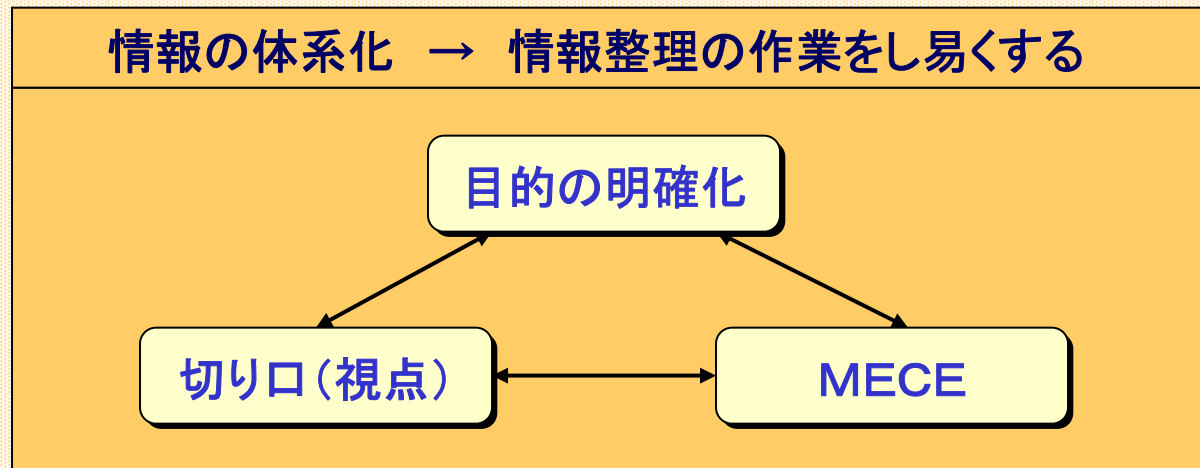 情報の体系化 → 情報整理の作業をし易くする
目的の明確化
切り口（視点）
ＭＥＣＥ